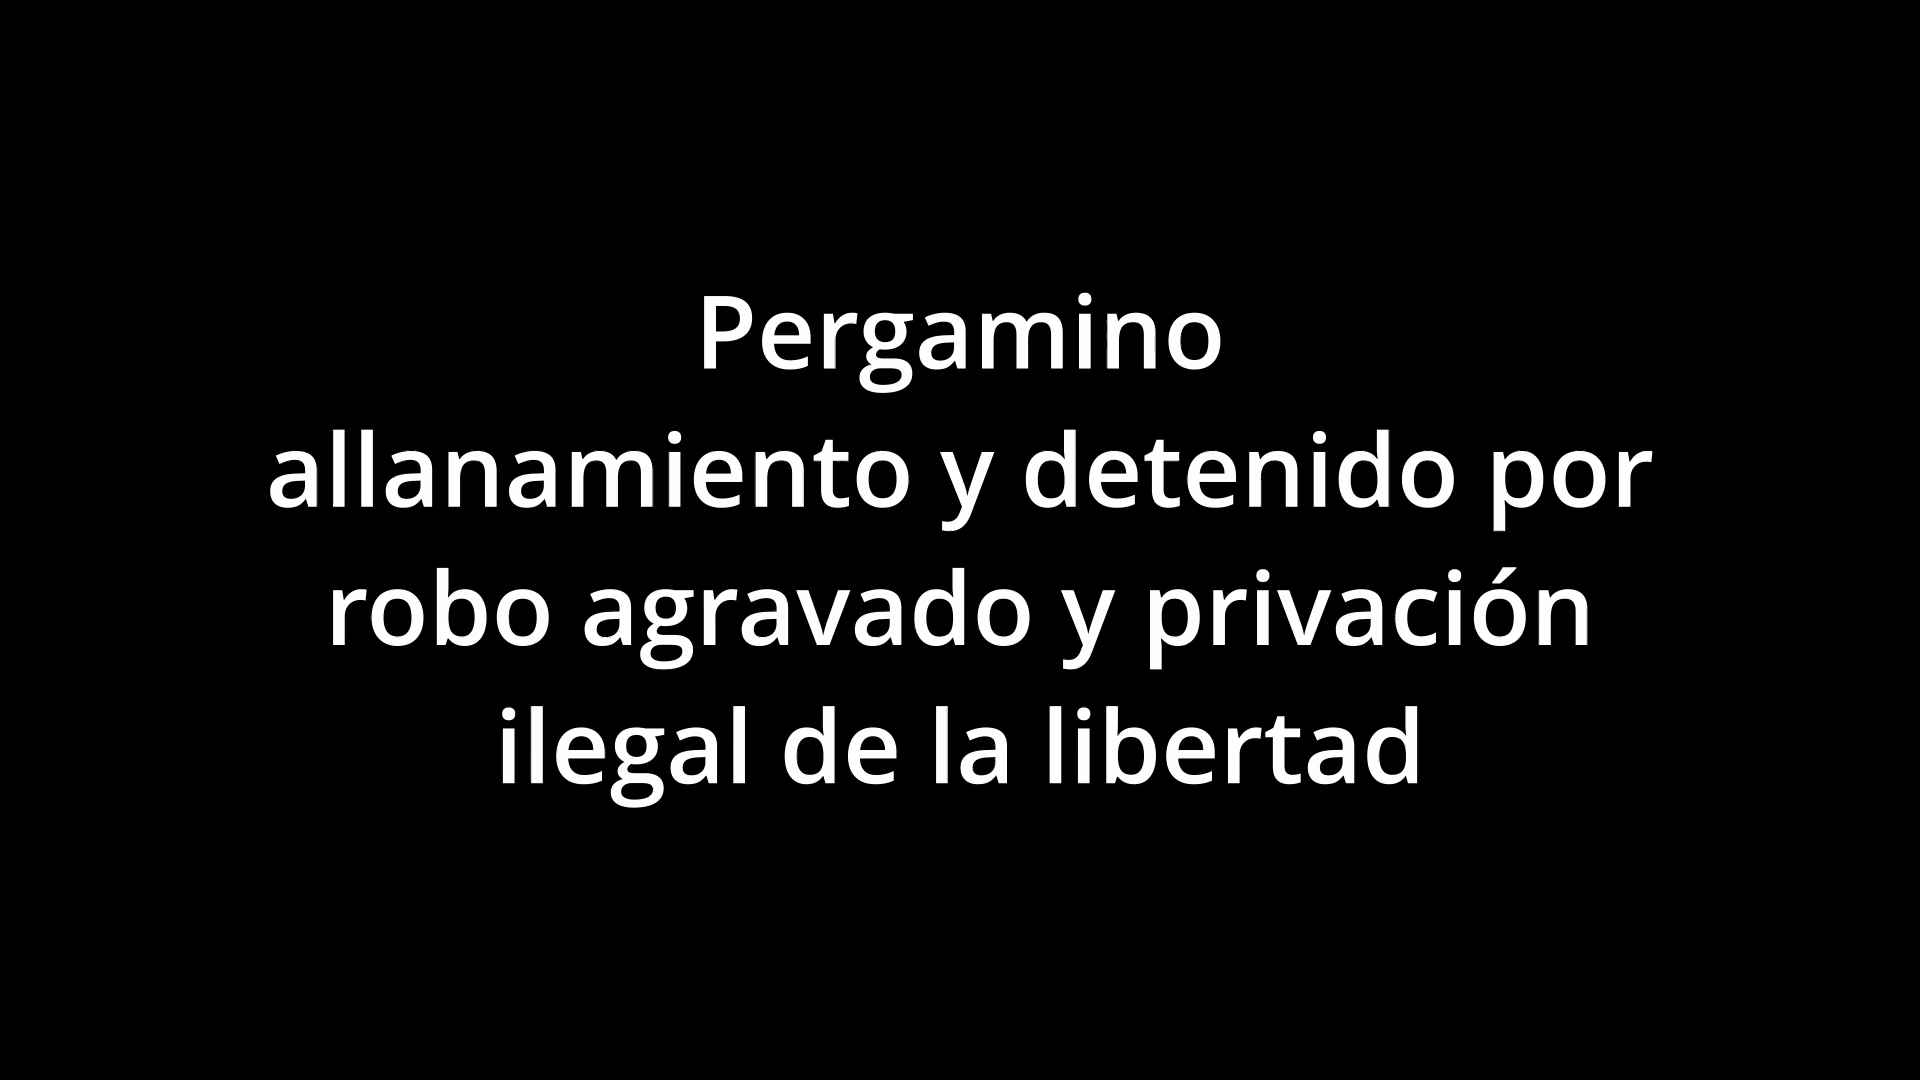 Pergamino
allanamiento y detenido por
robo agravado y privación
ilegal de la libertad